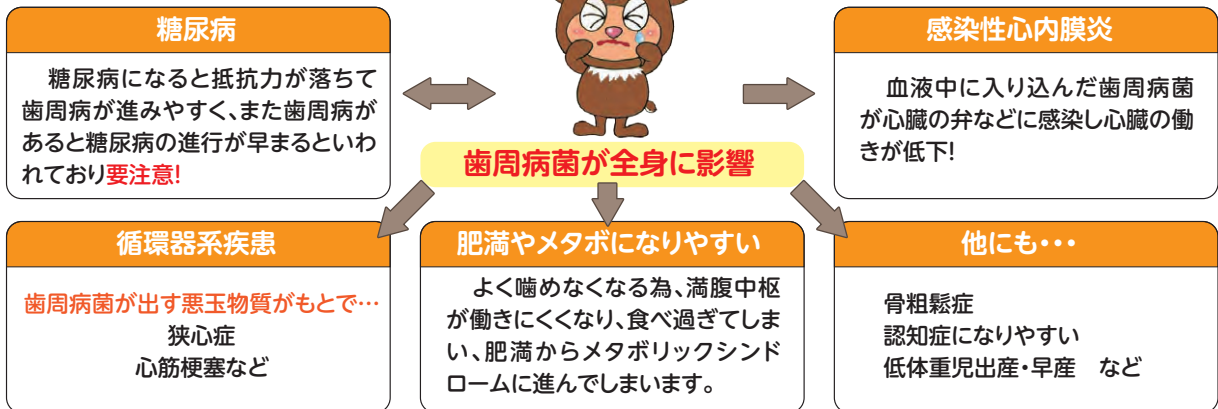 糖尿病
　糖尿病になると抵抗力が落ちて
歯周病が進みやすく、また歯周病が
あると糖尿病の進行が早まるといわ
れており要注意!
感染性心内膜炎
　血液中に入り込んだ歯周病菌
が心臓の弁などに感染し心臓の働
きが低下!
歯周病菌が全身に影響
循環器系疾患
歯周病菌が出す悪玉物質がもとで…
狭心症
心筋梗塞など
肥満やメタボになりやすい
　よく噛めなくなる為、満腹中枢
が働きにくくなり、食べ過ぎてしま
い、肥満からメタボリックシンド
ロームに進んでしまいます。
他にも・・・
骨粗鬆症
認知症になりやすい
低体重児出産・早産　など